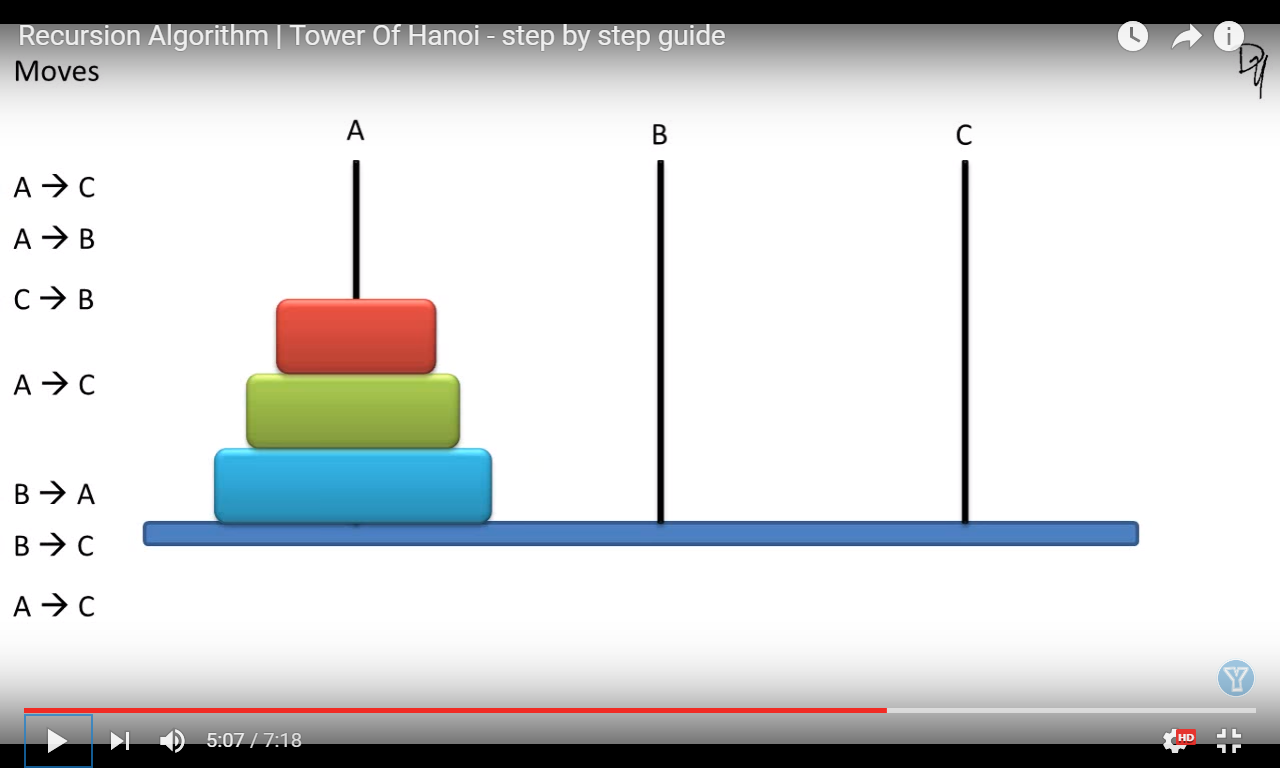 Recursion Algorithm | Tower Of Hanoi - step by step guide
Moves
A B C
A → C
A → B
C → B
A → C
B → A
B → C
A → C
Y
5:07 / 7:18
HD